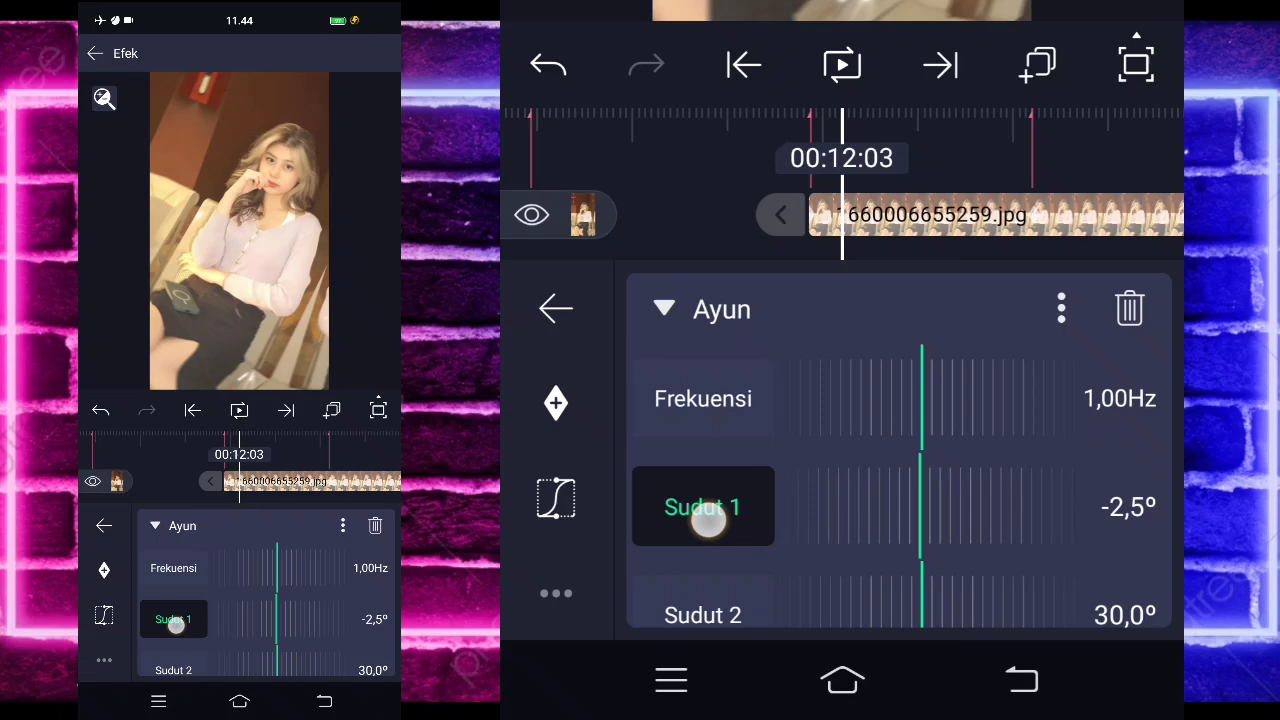 11.44
Efek
00:12:03
1660006655259.jpg
Ayun
Frekuensi
1,00Hz
Sudut 1
-2,5º
Sudut 2
30,0º
00:12:03
660006655259.jpg
Ayun
Frekuensi
1,00Hz
Sudut 1
-2,5º
Sudut 2
30,0º